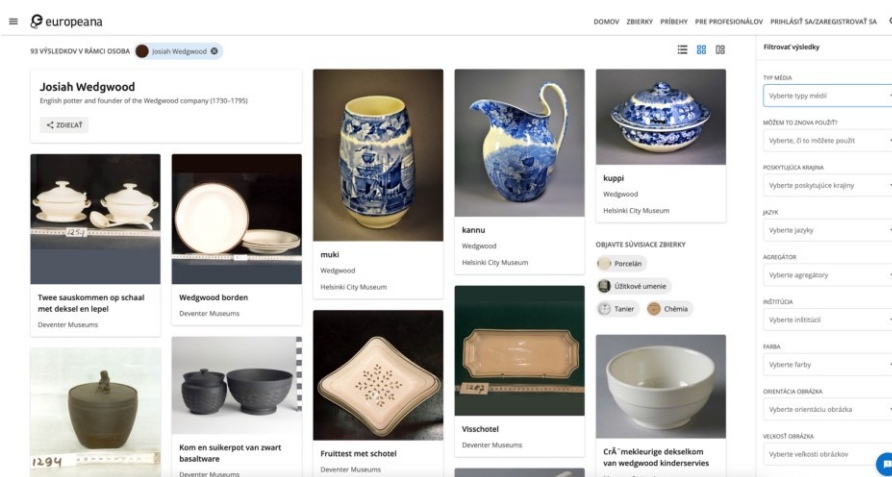 europeana
DOMOV ZBIERKY PRÍBEHY PRE PROFESIONÁLOV PRIHLÁSIŤ SA/ZAREGISTROVAŤ SA
93 VÝSLEDKOV V RÁMCI OSOBA Josiah Wedgwood
Josiah Wedgwood
English potter and founder of the Wedgwood company (1730–1795)
ZDIEĽAŤ
Twee sauskommen op schaal
met deksel en lepel
Deventer Museums
1294
Wedgwood borden
Deventer Museums
Kom en suikerpot van zwart
basaltware
Deventer Museums
muki
Wedgwood
Helsinki City Museum
Fruittest met schotel
Deventer Museums
kannu
Wedgwood
Helsinki City Museum
Visschotel
Deventer Museums
kuppi
Wedgwood
Helsinki City Museum
OBJAVTE SÚVISIACE ZBIERKY
Porcelán
Úžitkové umenie
Tanier Chémia
CrÃ¨mekleurige dekselkom
van wedgwood kinderservies
Filtrovať výsledky
TYP MÉDIA
Vyberte typy médií
MÔŽEM TO ZNOVA POUŽIŤ?
Vyberte, či to môžete použiť
POSKYTUJÚCA KRAJINA
Vyberte poskytujúce krajiny
JAZYK
Vyberte jazyky
AGREGÁTOR
Vyberte agregátory
INŠTITÚCIA
Vyberte inštitúcií
FARBA
Vyberte farby
ORIENTÁCIA OBRÁZKA
Vyberte orientáciu obrázka
VEĽKOSŤ OBRÁZKA
Vyberte veľkosti obrázkov